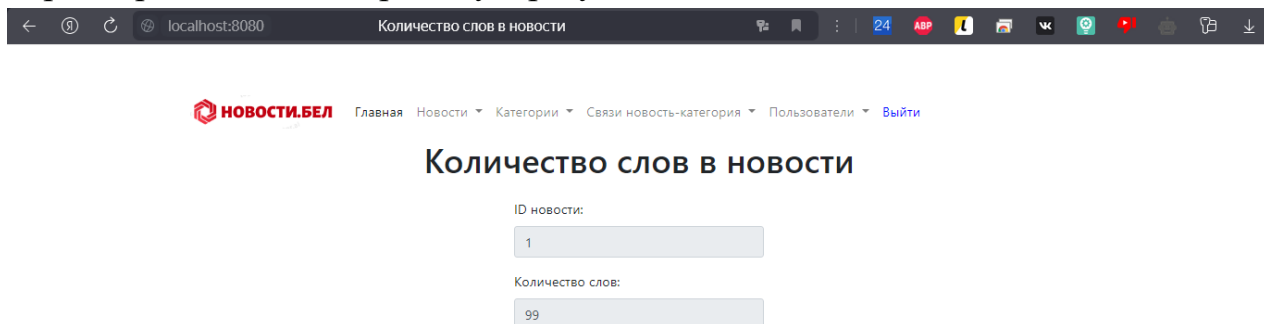 localhost:8080 Количество слов в новости 24 ABP
НОВОСТИ.БЕЛ Главная Новости Категории Связи новость-категория Пользователи Выйти
Количество слов в новости
ID новости:
1
Количество слов:
99